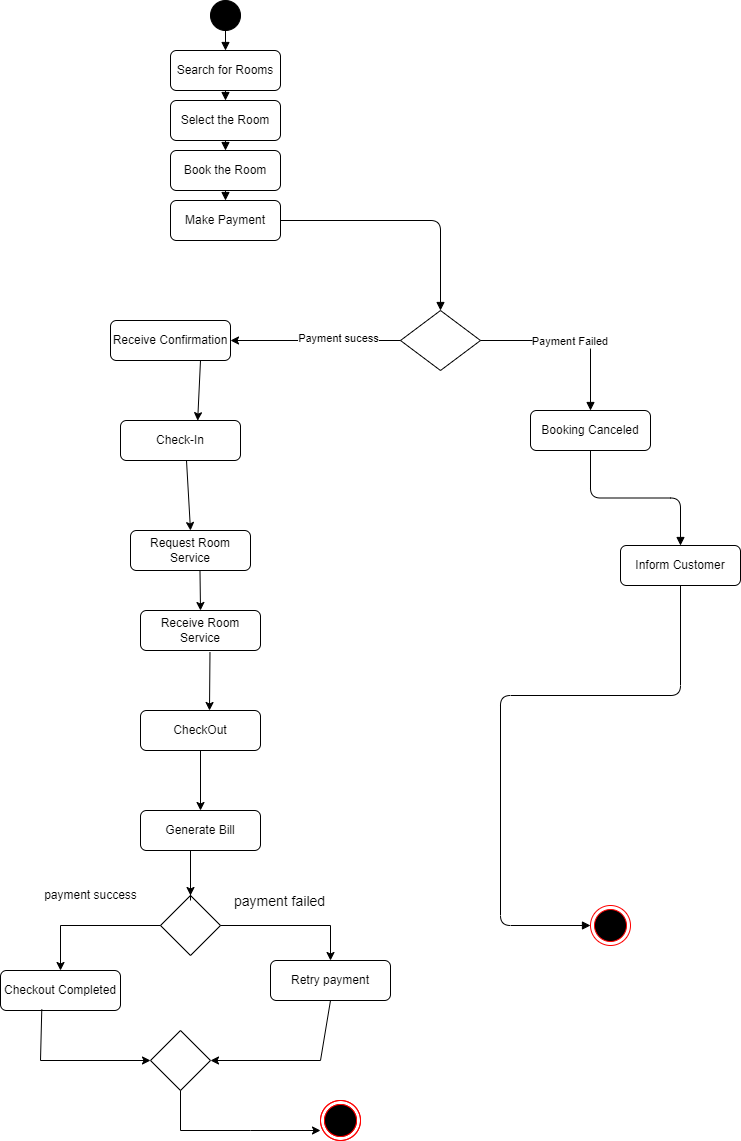 Search for Rooms
Select the Room
Book the Room
Make Payment
Payment sucess
Receive Confirmation
Payment Failed
Booking Canceled
Check-In
Request Room
Service
Inform Customer
Receive Room
Service
CheckOut
Generate Bill
payment success
payment failed
Checkout Completed
Retry payment